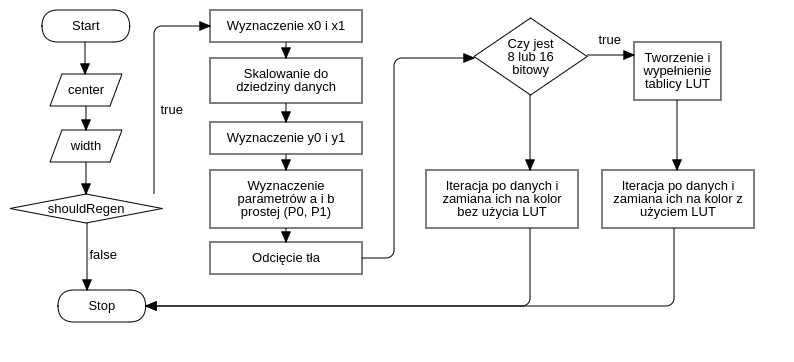 Start
center
width
shouldRegen
false
Stop
true
Wyznaczenie x0 i x1
Skalowanie do
dziedziny danych
Wyznaczenie y0 i y1
Wyznaczenie
parametrów a i b
prostej (P0, P1)
Odcięcie tła
Czy jest
8 lub 16
bitowy
true
Tworzenie i
wypełnienie
tablicy LUT
Iteracja po danych i
zamiana ich na kolor
bez użycia LUT
Iteracja po danych i
zamiana ich na kolor z
użyciem LUT